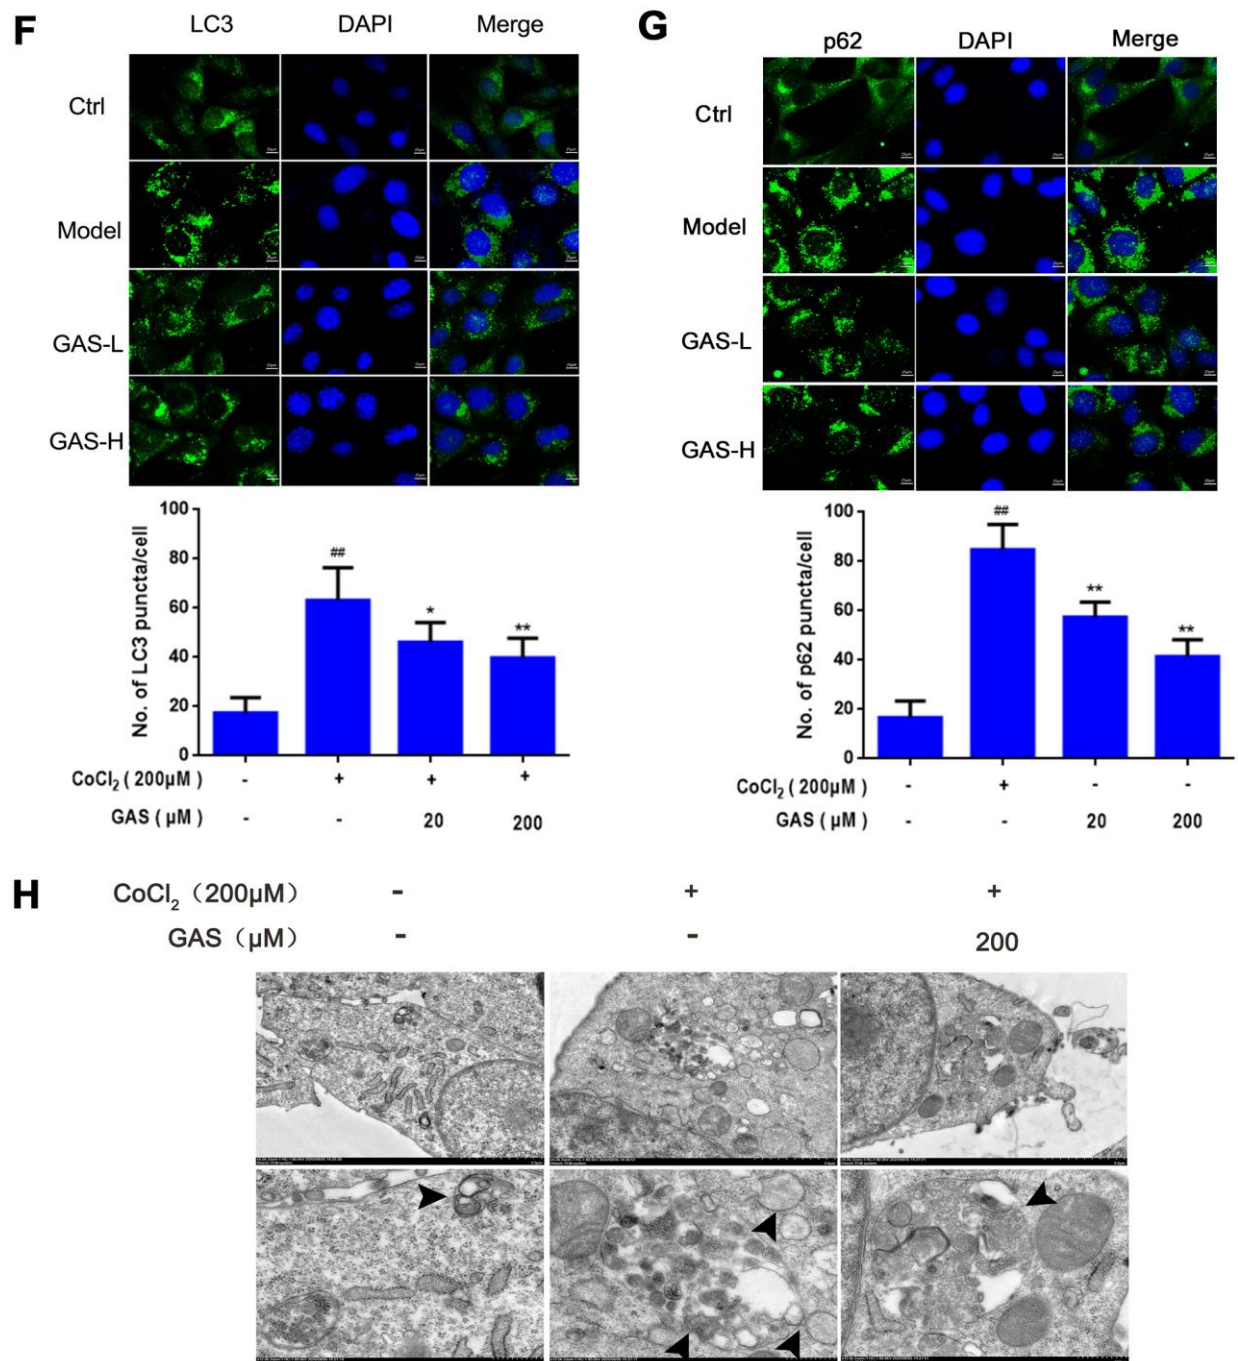 F
LC3 DAPI Merge
Ctrl
Model
GAS-L
GAS-H
100
80
60
40
20
0
No. of LC3 puncta/cell
##
*
**
CoCl2 ( 200μM ) - + + +
GAS ( μM ) - - 20 200
G
p62 DAPI Merge
Ctrl
Model
GAS-L
GAS-H
100
80
60
40
20
0
No. of p62 puncta/cell
##
**
**
CoCl2 ( 200μM ) - + - -
GAS ( μM ) - - 20 200
H
CoCl2（200μM） - + +
GAS（μM） - - 200